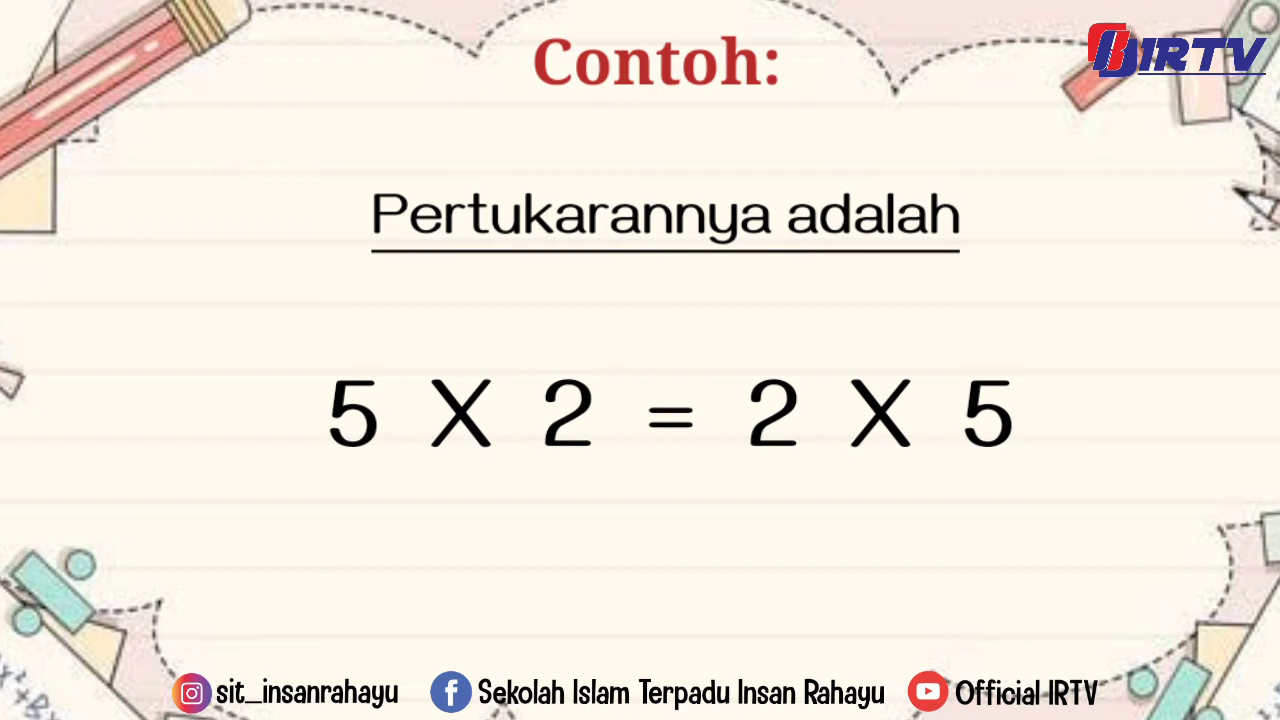 Contoh:
IRTV
Pertukarannya adalah
5 X 2 = 2 X 5
sit_insanrahayu Sekolah Islam Terpadu Insan Rahayu Official IRTV